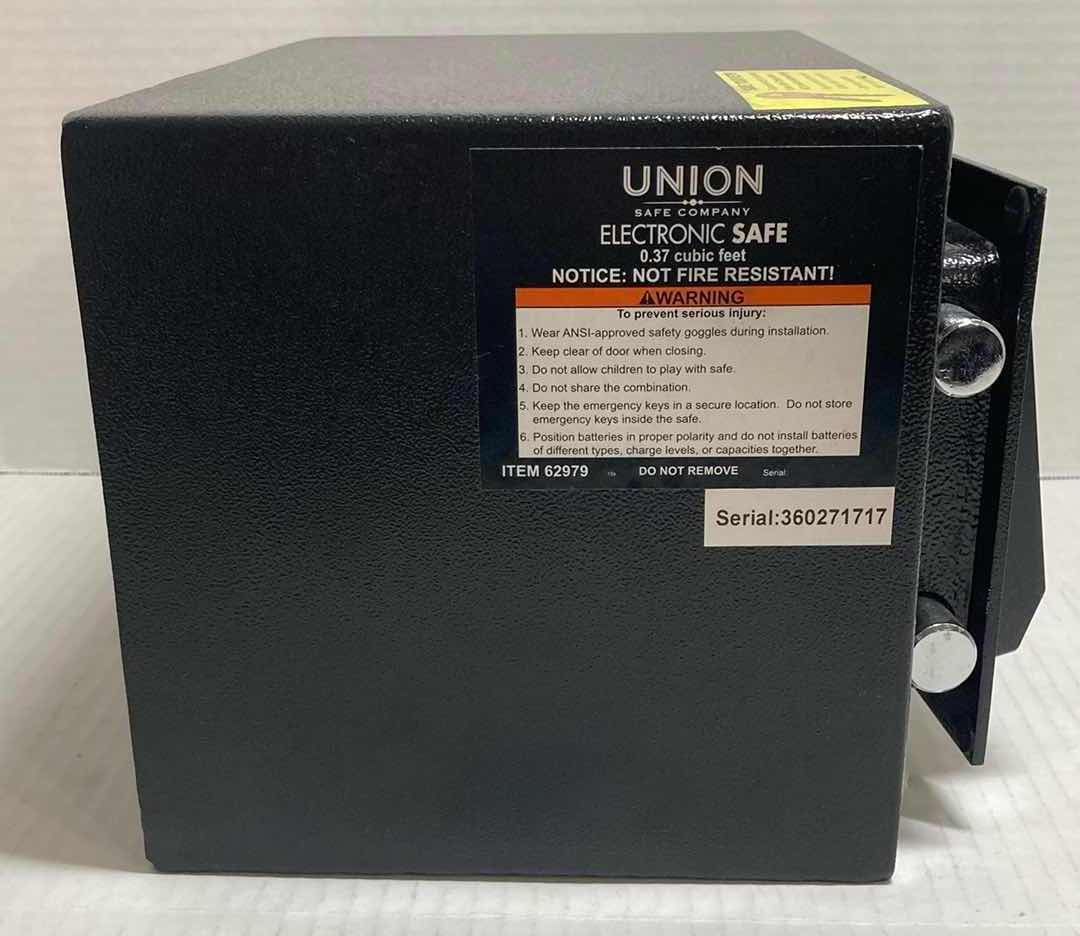 UNION
SAFE COMPANY
ELECTRONIC SAFE
0.37 cubic feet
NOTICE: NOT FIRE RESISTANT!
⚠WARNING
To prevent serious injury:
1. Wear ANSI-approved safety goggles during installation.
2. Keep clear of door when closing.
3. Do not allow children to play with safe.
4. Do not share the combination.
5. Keep the emergency keys in a secure location. Do not store
emergency keys inside the safe.
6. Position batteries in proper polarity and do not install batteries
of different types, charge levels, or capacities together.
ITEM 62979 DO NOT REMOVE Serial:
Serial:360271717